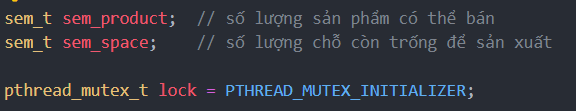 sem_t sem_product;  // số lượng sản phẩm có thể bán
sem_t sem_space;    // số lượng chỗ còn trống để sản xuất
pthread_mutex_t lock = PTHREAD_MUTEX_INITIALIZER;